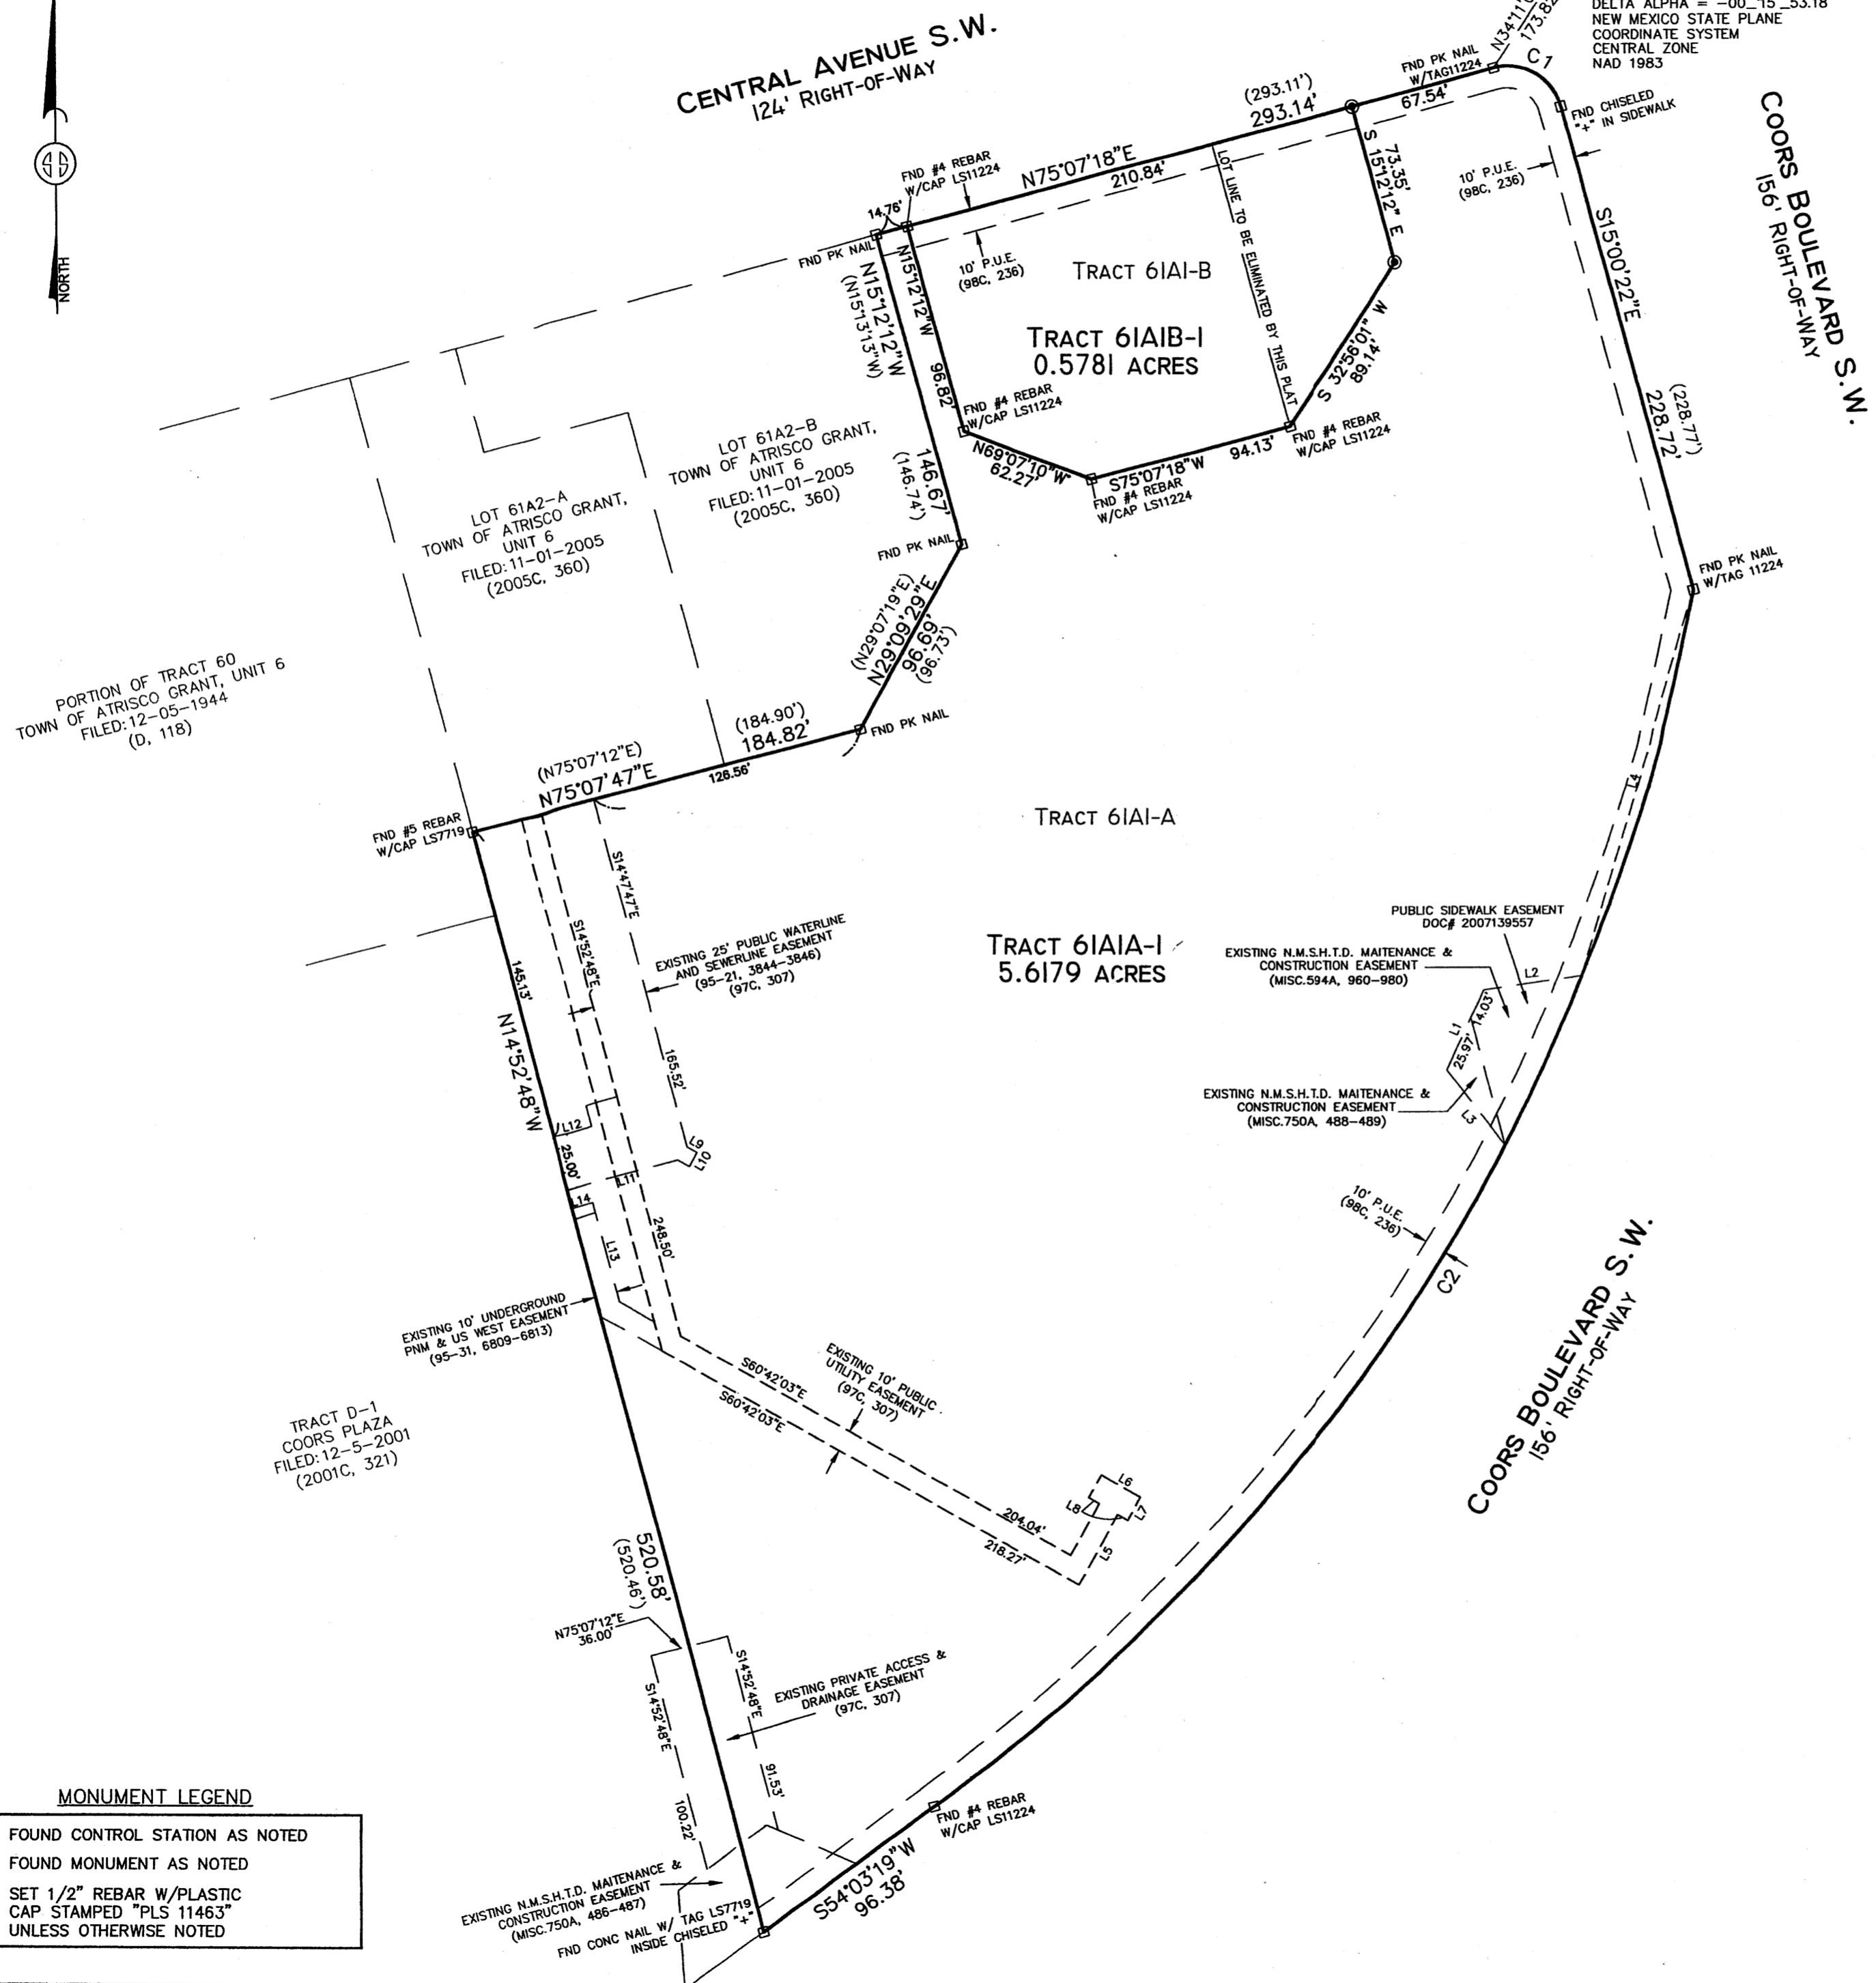 CENTRAL AVENUE S.W.
124' RIGHT-OF-WAY
DELTA ALPHA = -00_15_53.18
NEW MEXICO STATE PLANE
COORDINATE SYSTEM
CENTRAL ZONE
NAD 1983
FND PK NAIL
W/TAG11224
C1
67.54'
FND CHISELED
"+" IN SIDEWALK
COORS BOULEVARD S.W.
156' RIGHT-OF-WAY
(293.11')
293.14'
N75°07'18"E
210.84'
FND #4 REBAR
W/CAP LS11224
14.76'
FND PK NAIL
10' P.U.E.
(98C, 236)
TRACT 61A1-B
TRACT 61A1B-1
0.5781 ACRES
LOT LINE TO BE ELIMINATED BY THIS PLAT
73.35'
S 15°12'12" E
10' P.U.E.
(98C, 236)
S15°00'22"E
(228.77')
228.72'
S 32°56'01" W
89.14'
N15°12'12"W
96.82'
N15°12'12"W
(N15°13'13"W)
146.67'
(146.74')
FND #4 REBAR
W/CAP LS11224
N69°07'10"W
62.27'
S75°07'18"W
94.13'
FND #4 REBAR
W/CAP LS11224
FND #4 REBAR
W/CAP LS11224
NORTH
LOT 61A2-B
TOWN OF ATRISCO GRANT,
UNIT 6
FILED: 11-01-2005
(2005C, 360)
LOT 61A2-A
TOWN OF ATRISCO GRANT,
UNIT 6
FILED: 11-01-2005
(2005C, 360)
FND PK NAIL
FND PK NAIL
W/TAG 11224
(N29°07'19"E)
N29°09'29"E
96.69'
(96.73')
PORTION OF TRACT 60
TOWN OF ATRISCO GRANT, UNIT 6
FILED: 12-05-1944
(D, 118)
(184.90')
184.82'
FND PK NAIL
(N75°07'12"E)
N75°07'47"E
126.56'
L4
TRACT 61A1-A
FND #5 REBAR
W/CAP LS7719
S14°47'47"E
S14°52'48"E
EXISTING 25' PUBLIC WATERLINE
AND SEWERLINE EASEMENT
(95-21, 3844-3846)
(97C, 307)
TRACT 61A1A-1
5.6179 ACRES
PUBLIC SIDEWALK EASEMENT
DOC# 2007139557
EXISTING N.M.S.H.T.D. MAITENANCE &
CONSTRUCTION EASEMENT
(MISC.594A, 960-980)
L2
L1
14.03'
25.97'
145.13'
N14°52'48"W
165.52'
EXISTING N.M.S.H.T.D. MAITENANCE &
CONSTRUCTION EASEMENT
(MISC.750A, 488-489)
L3
L12
L9
L10
25.00'
L11
L14
248.50'
L13
10' P.U.E.
(98C, 236)
C2
COORS BOULEVARD S.W.
156' RIGHT-OF-WAY
EXISTING 10' UNDERGROUND
PNM & US WEST EASEMENT
(95-31, 6809-6813)
S60°42'03"E
S60°42'03"E
EXISTING 10' PUBLIC
UTILITY EASEMENT
(97C, 307)
TRACT D-1
COORS PLAZA
FILED: 12-5-2001
(2001C, 321)
L6
L8
L7
204.04'
218.27'
L5
520.58'
(520.46')
N75°07'12"E
36.00'
S14°52'48"E
S14°52'48"E
EXISTING PRIVATE ACCESS &
DRAINAGE EASEMENT
(97C, 307)
91.53'
100.22'
FND #4 REBAR
W/CAP LS11224
S54°03'19"W
96.38'
EXISTING N.M.S.H.T.D. MAITENANCE &
CONSTRUCTION EASEMENT
(MISC.750A, 486-487)
FND CONC NAIL W/ TAG LS7719
INSIDE CHISELED "+"
MONUMENT LEGEND
FOUND CONTROL STATION AS NOTED
FOUND MONUMENT AS NOTED
SET 1/2" REBAR W/PLASTIC
CAP STAMPED "PLS 11463"
UNLESS OTHERWISE NOTED